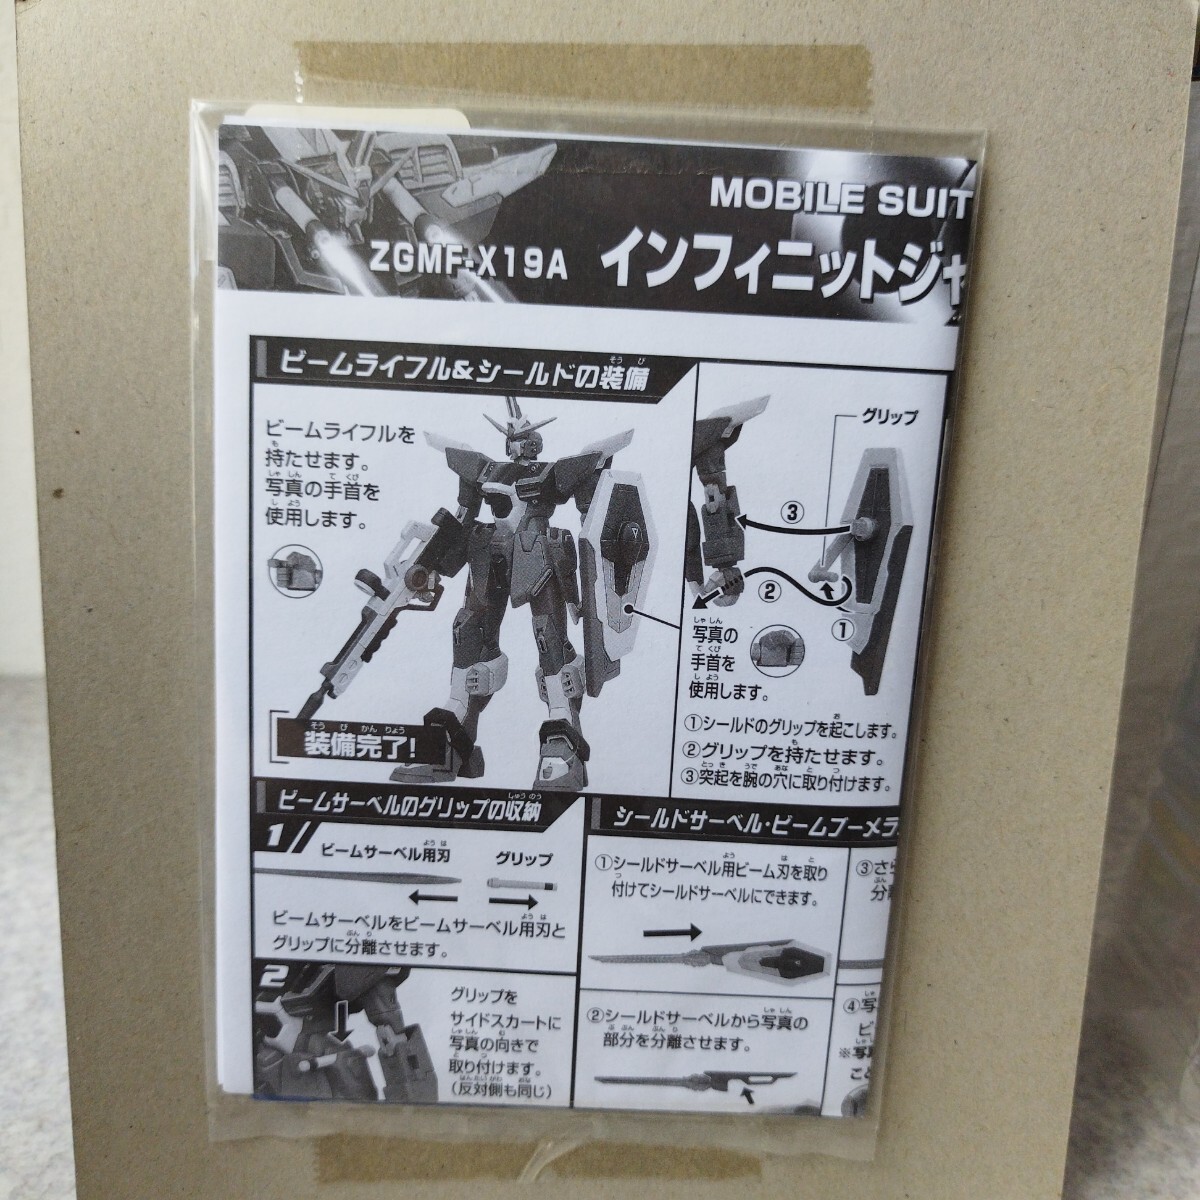 MOBILE SUIT
ZGMF-X19A インフィニットジャ
ビームライフル&シールドの装備
ビームライフルを
持たせます。
写真の手首を
使用します。
装備完了!
グリップ
③
②
①
写真の
手首を
使用します。
①シールドのグリップを起こします。
②グリップを持たせます。
③突起を腕の穴に取り付けます。
ビームサーベルのグリップの収納
1
ビームサーベル用刃
グリップ
ビームサーベルをビームサーベル用刃と
グリップに分離させます。
2
グリップを
サイドスカートに
写真の向きで
取り付けます。
(反対側も同じ)
シールドサーベル・ビームブーメラ
①シールドサーベル用ビーム刃を取り
付けてシールドサーベルにできます。
②シールドサーベルから写真の
部分を分離させます。
③さら
分離
④写
ビ
※写真
こと